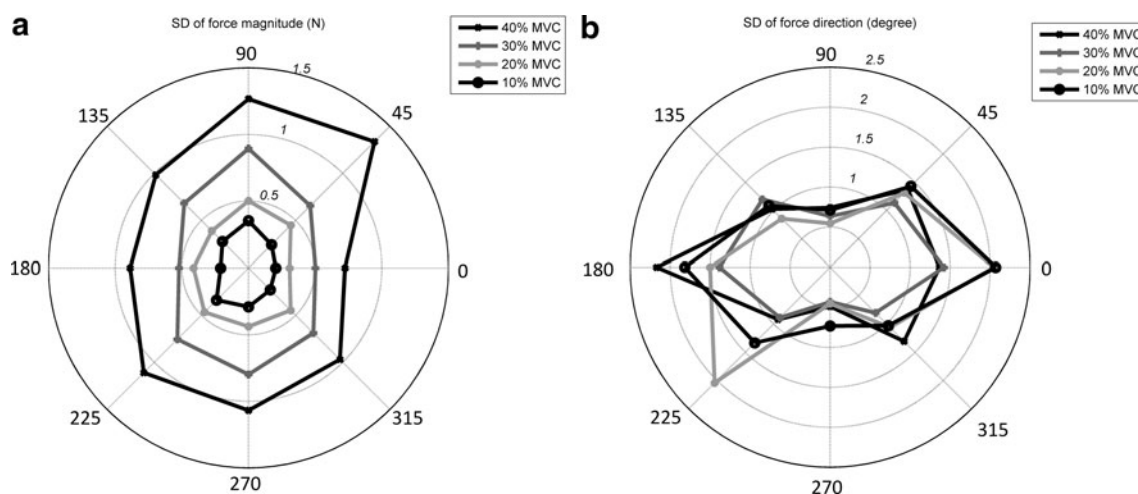 a
SD of force magnitude (N)
40% MVC
30% MVC
20% MVC
10% MVC
90
1.5
135
45
1
0.5
180
0
225
315
270
b
SD of force direction (degree)
40% MVC
30% MVC
20% MVC
10% MVC
90
2.5
135
45
2
1.5
1
180
0
225
315
270